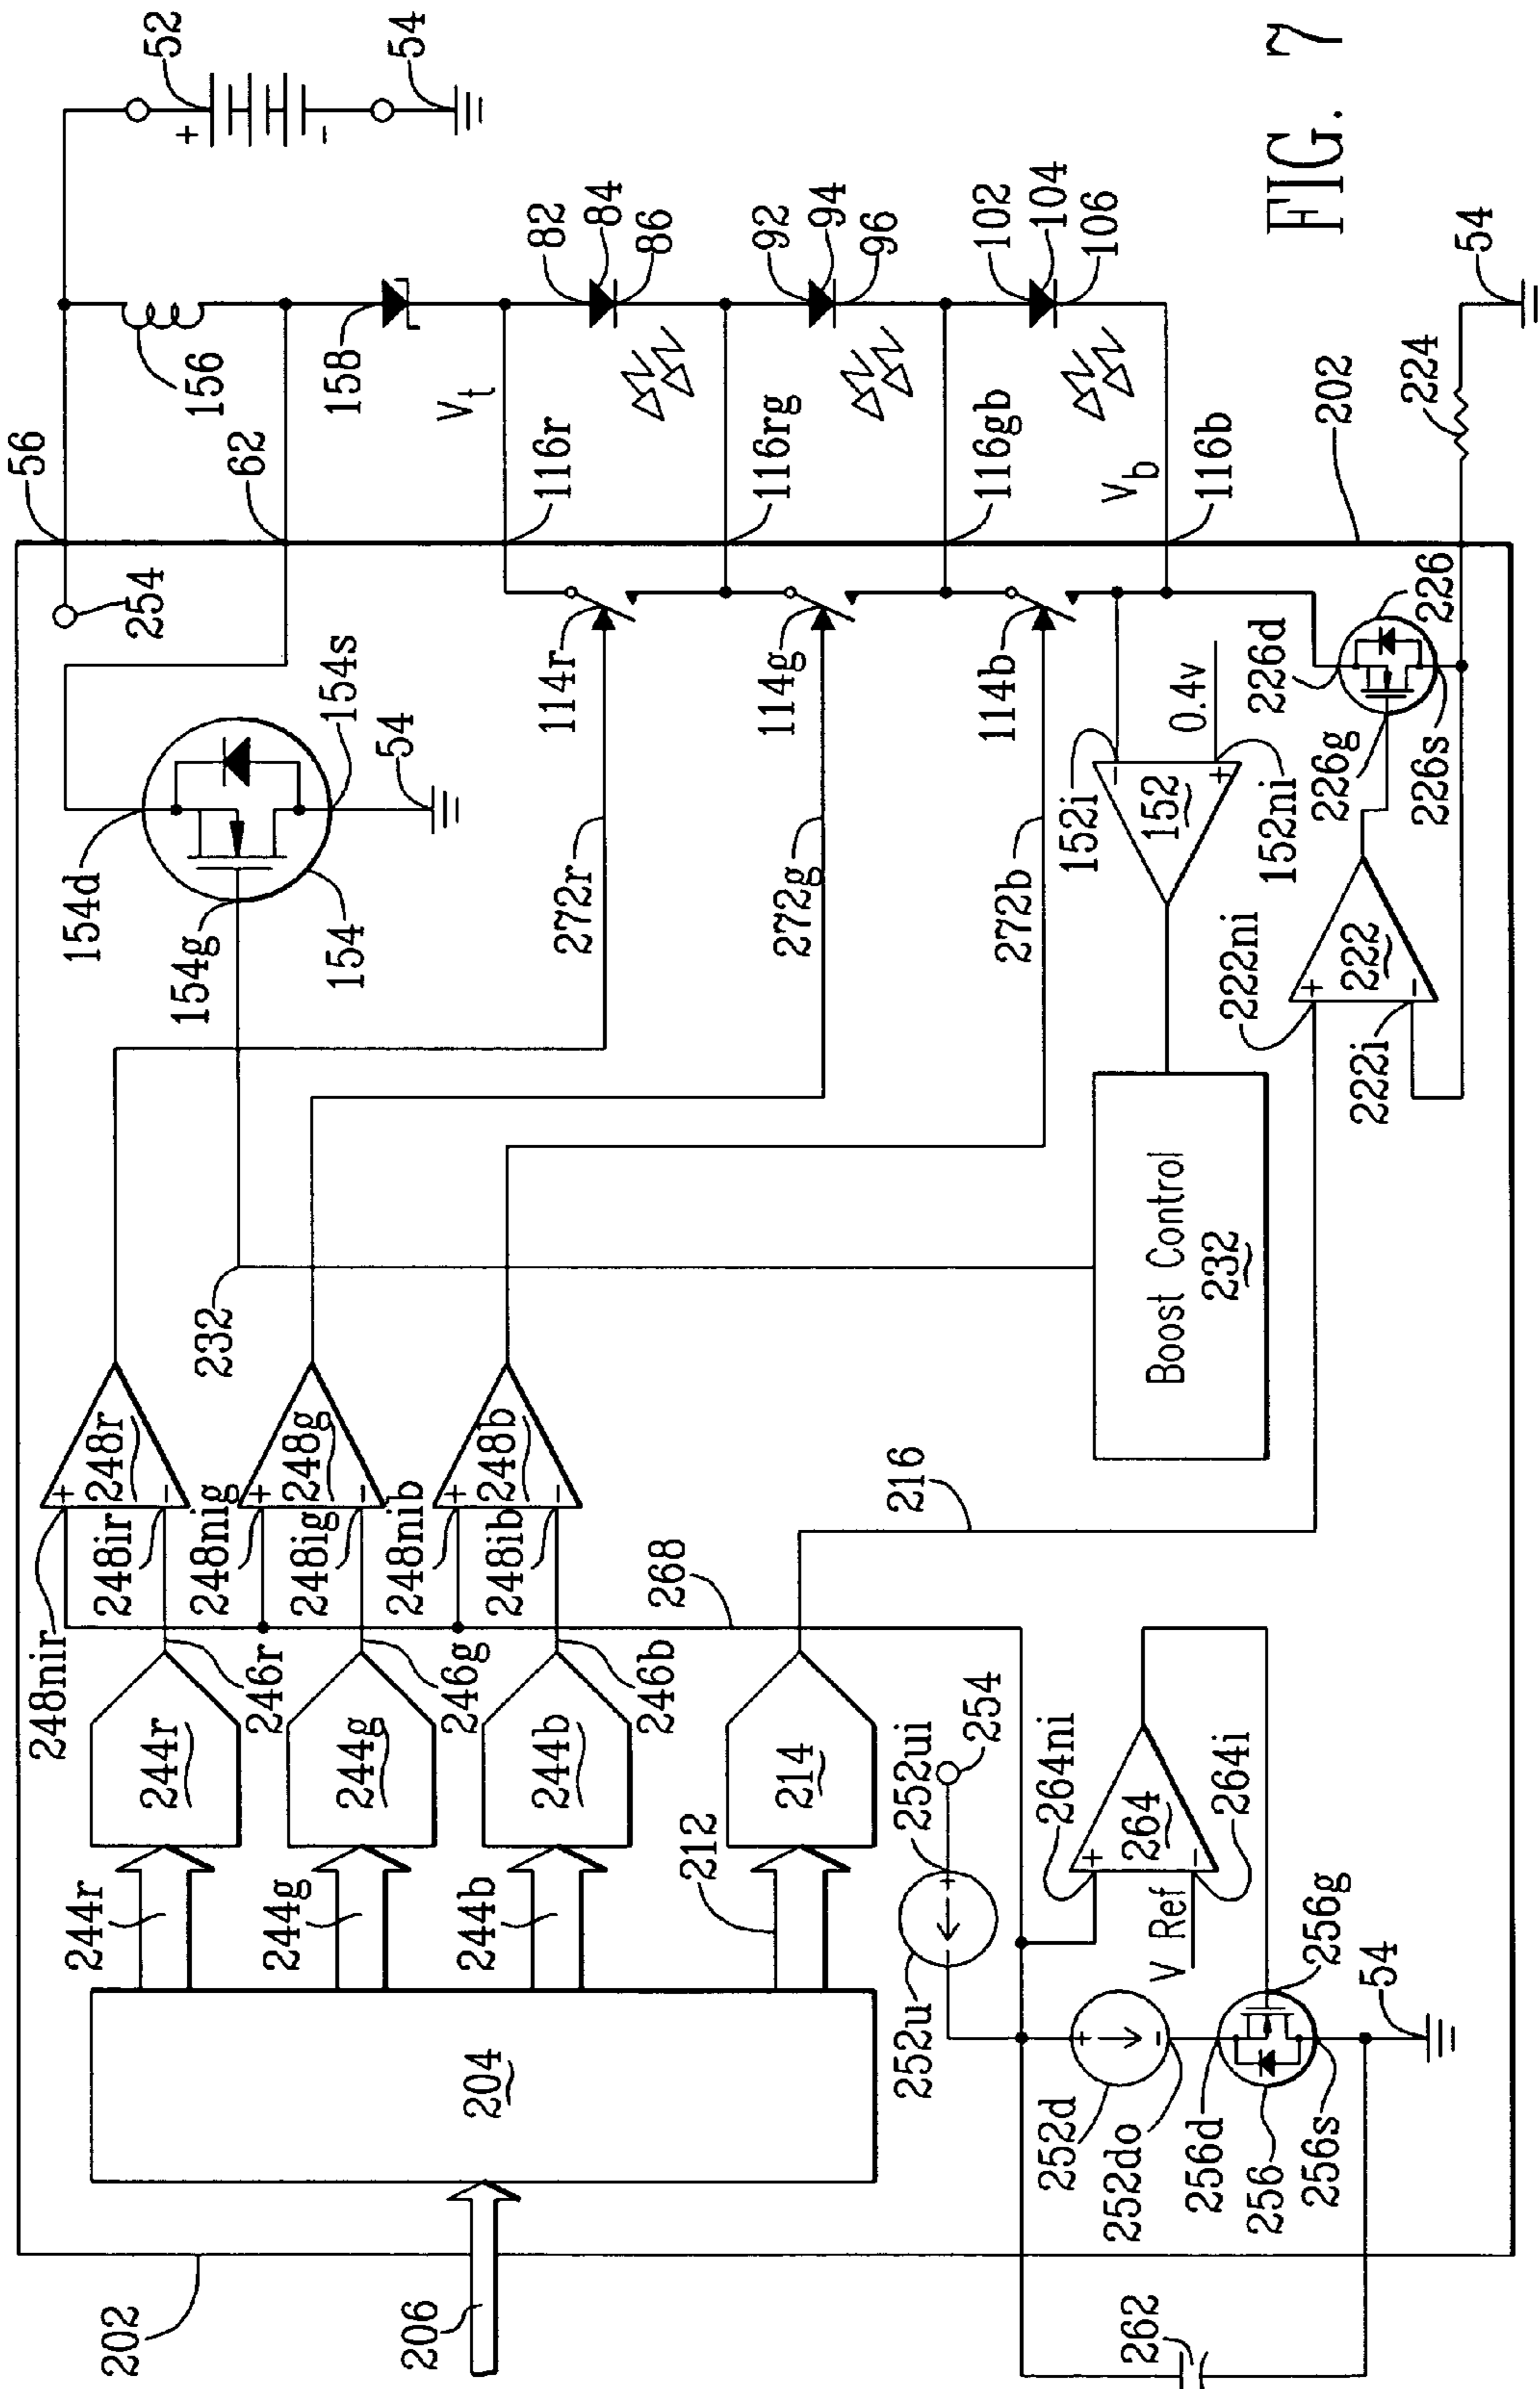 FIG. 7
202
206
204
244r
244g
244b
212
244r
244g
244b
214
246r
246g
246b
248nir
248ir
248nig
248ig
248nib
248ib
+
-
248r
+
-
248g
+
-
248b
268
216
232
154g
154d
154
154s
54
254
56
62
52
+
-
54
156
158
Vt
116r
82
84
86
116rg
92
94
96
116gb
102
104
106
Vb
116b
272r
114r
272g
114g
272b
114b
152i
-
152
+
0.4v
152ni
Boost Control
232
222ni
+
222
-
222i
226g
226d
226
226s
202
224
54
252ui
254
+
252u
264ni
+
264
-
264i
V Ref
252d
+
-
252do
256d
256
256s
256g
54
262